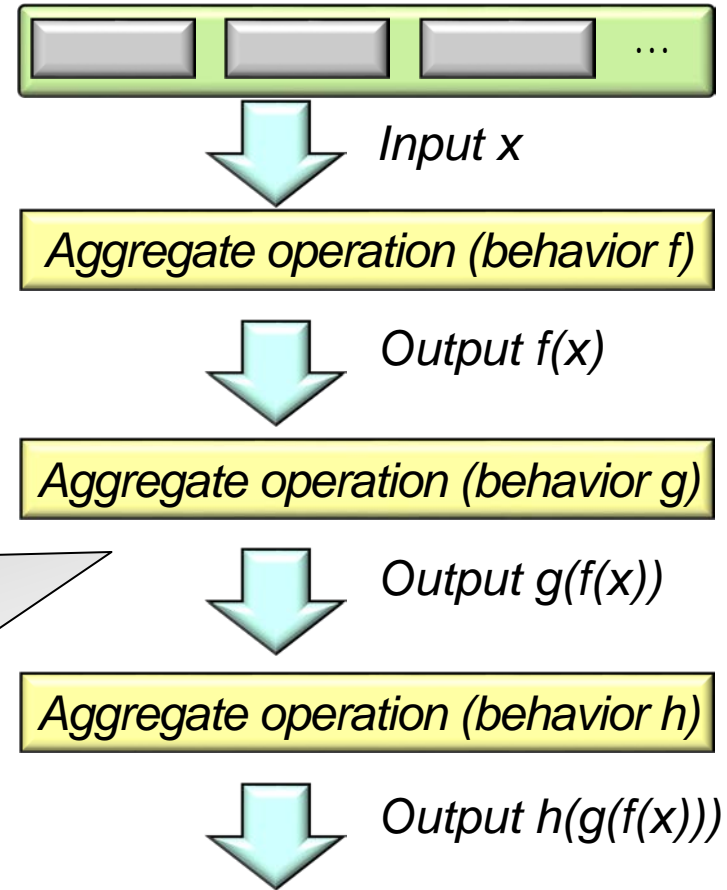 ...
Input x
Aggregate operation (behavior f)
Output f(x)
Aggregate operation (behavior g)
Output g(f(x))
Aggregate operation (behavior h)
Output h(g(f(x)))